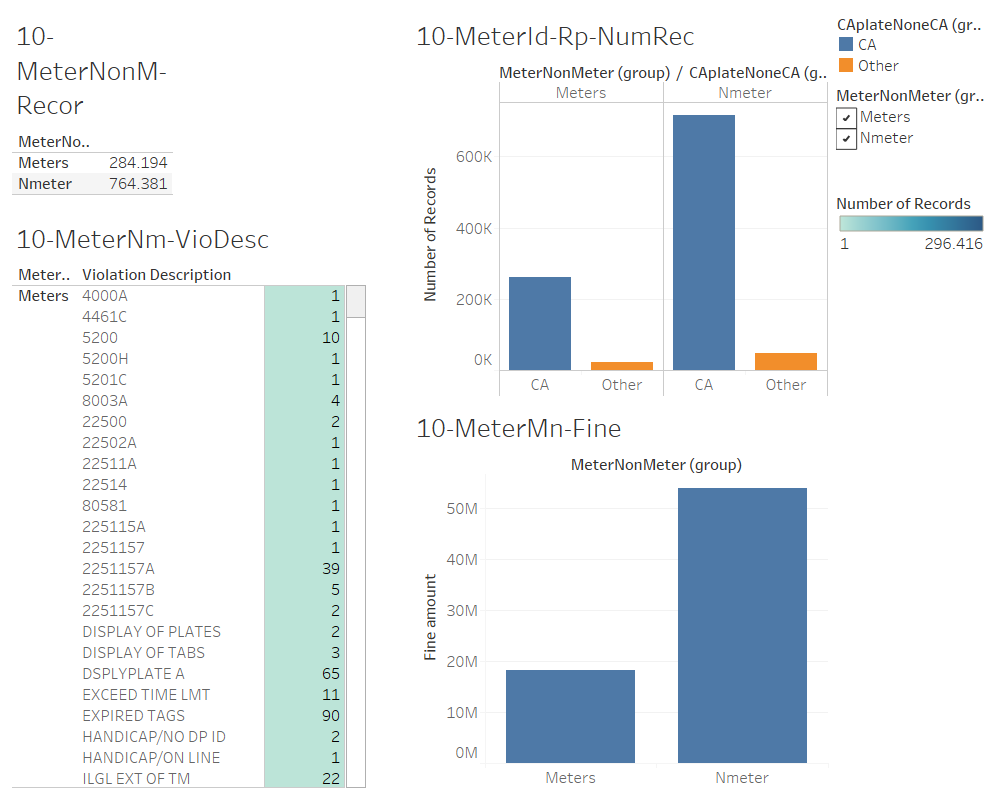 10-
MeterNonM-
Recor
MeterNo..
Meters 284.194
Nmeter 764.381
10-MeterNm-VioDesc
Meter.. Violation Description
Meters 4000A 1
4461C 1
5200 10
5200H 1
5201C 1
8003A 4
22500 2
22502A 1
22511A 1
22514 1
80581 1
225115A 1
2251157 1
2251157A 39
2251157B 5
2251157C 2
DISPLAY OF PLATES 2
DISPLAY OF TABS 3
DSPLYPLATE A 65
EXCEED TIME LMT 11
EXPIRED TAGS 90
HANDICAP/NO DP ID 2
HANDICAP/ON LINE 1
ILGL EXT OF TM 22
10-MeterId-Rp-NumRec
MeterNonMeter (group) / CAplateNoneCA (g..
Meters Nmeter
Number of Records
600K
400K
200K
0K
CA Other CA Other
10-MeterMn-Fine
MeterNonMeter (group)
Fine amount
50M
40M
30M
20M
10M
0M
Meters Nmeter
CAplateNoneCA (gr..
CA
Other
MeterNonMeter (gr..
Meters
Nmeter
Number of Records
1 296.416